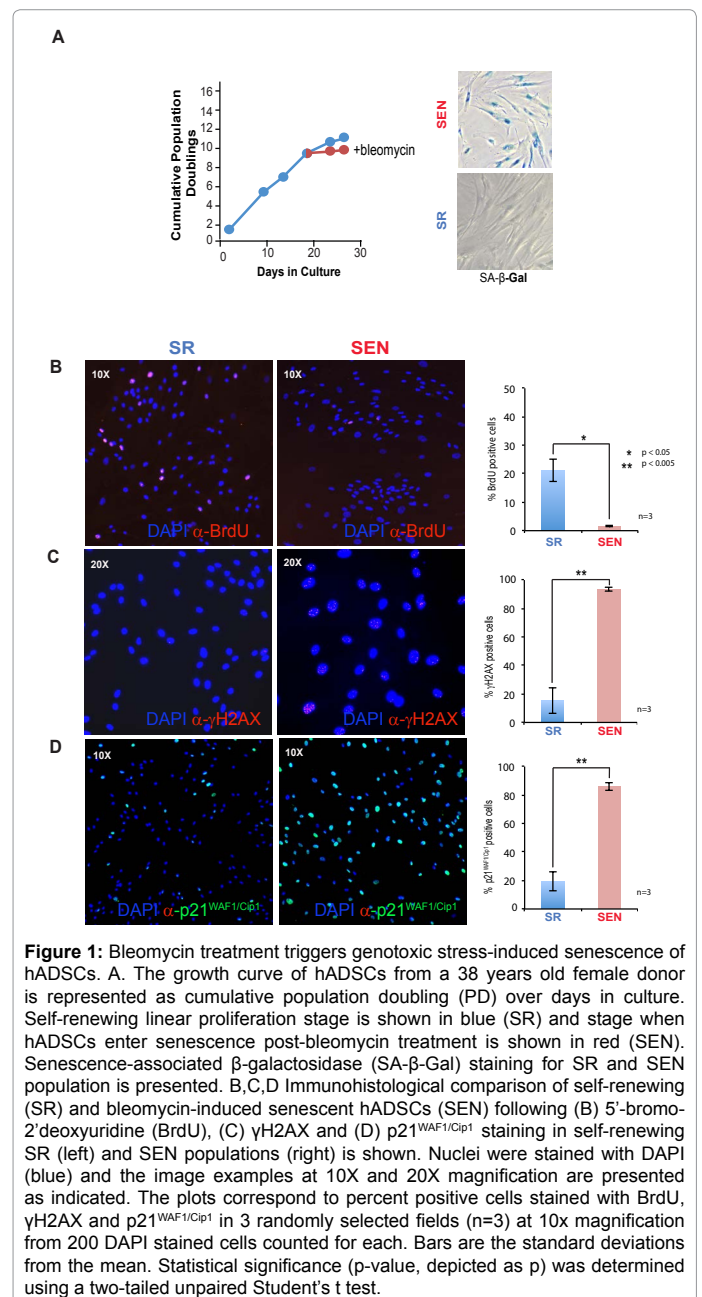 A
16
14
12
10
8
6
4
2
0
Cumulative Population
Doublings
+bleomycin
0
10
20
30
Days in Culture
SEN
SR
SA-β-Gal
SR
SEN
B
10X
DAPI α-BrdU
10X
DAPI α-BrdU
50
40
30
20
10
0
% BrdU positive cells
*
* p < 0.05
** p < 0.005
n=3
SR
SEN
C
20X
DAPI α-γH2AX
20X
DAPI α-γH2AX
100
80
60
40
20
0
% γH2AX positive cells
**
n=3
SR
SEN
D
10X
DAPI α-p21WAF1/Cip1
10X
DAPI α-p21WAF1/Cip1
100
80
60
40
20
0
% p21WAF1/Cip1 positive cells
**
n=3
SR
SEN
Figure 1: Bleomycin treatment triggers genotoxic stress-induced senescence of
hADSCs. A. The growth curve of hADSCs from a 38 years old female donor
is represented as cumulative population doubling (PD) over days in culture.
Self-renewing linear proliferation stage is shown in blue (SR) and stage when
hADSCs enter senescence post-bleomycin treatment is shown in red (SEN).
Senescence-associated β-galactosidase (SA-β-Gal) staining for SR and SEN
population is presented. B,C,D Immunohistological comparison of self-renewing
(SR) and bleomycin-induced senescent hADSCs (SEN) following (B) 5'-bromo-
2'deoxyuridine (BrdU), (C) γH2AX and (D) p21WAF1/Cip1 staining in self-renewing
SR (left) and SEN populations (right) is shown. Nuclei were stained with DAPI
(blue) and the image examples at 10X and 20X magnification are presented
as indicated. The plots correspond to percent positive cells stained with BrdU,
γH2AX and p21WAF1/Cip1 in 3 randomly selected fields (n=3) at 10x magnification
from 200 DAPI stained cells counted for each. Bars are the standard deviations
from the mean. Statistical significance (p-value, depicted as p) was determined
using a two-tailed unpaired Student's t test.